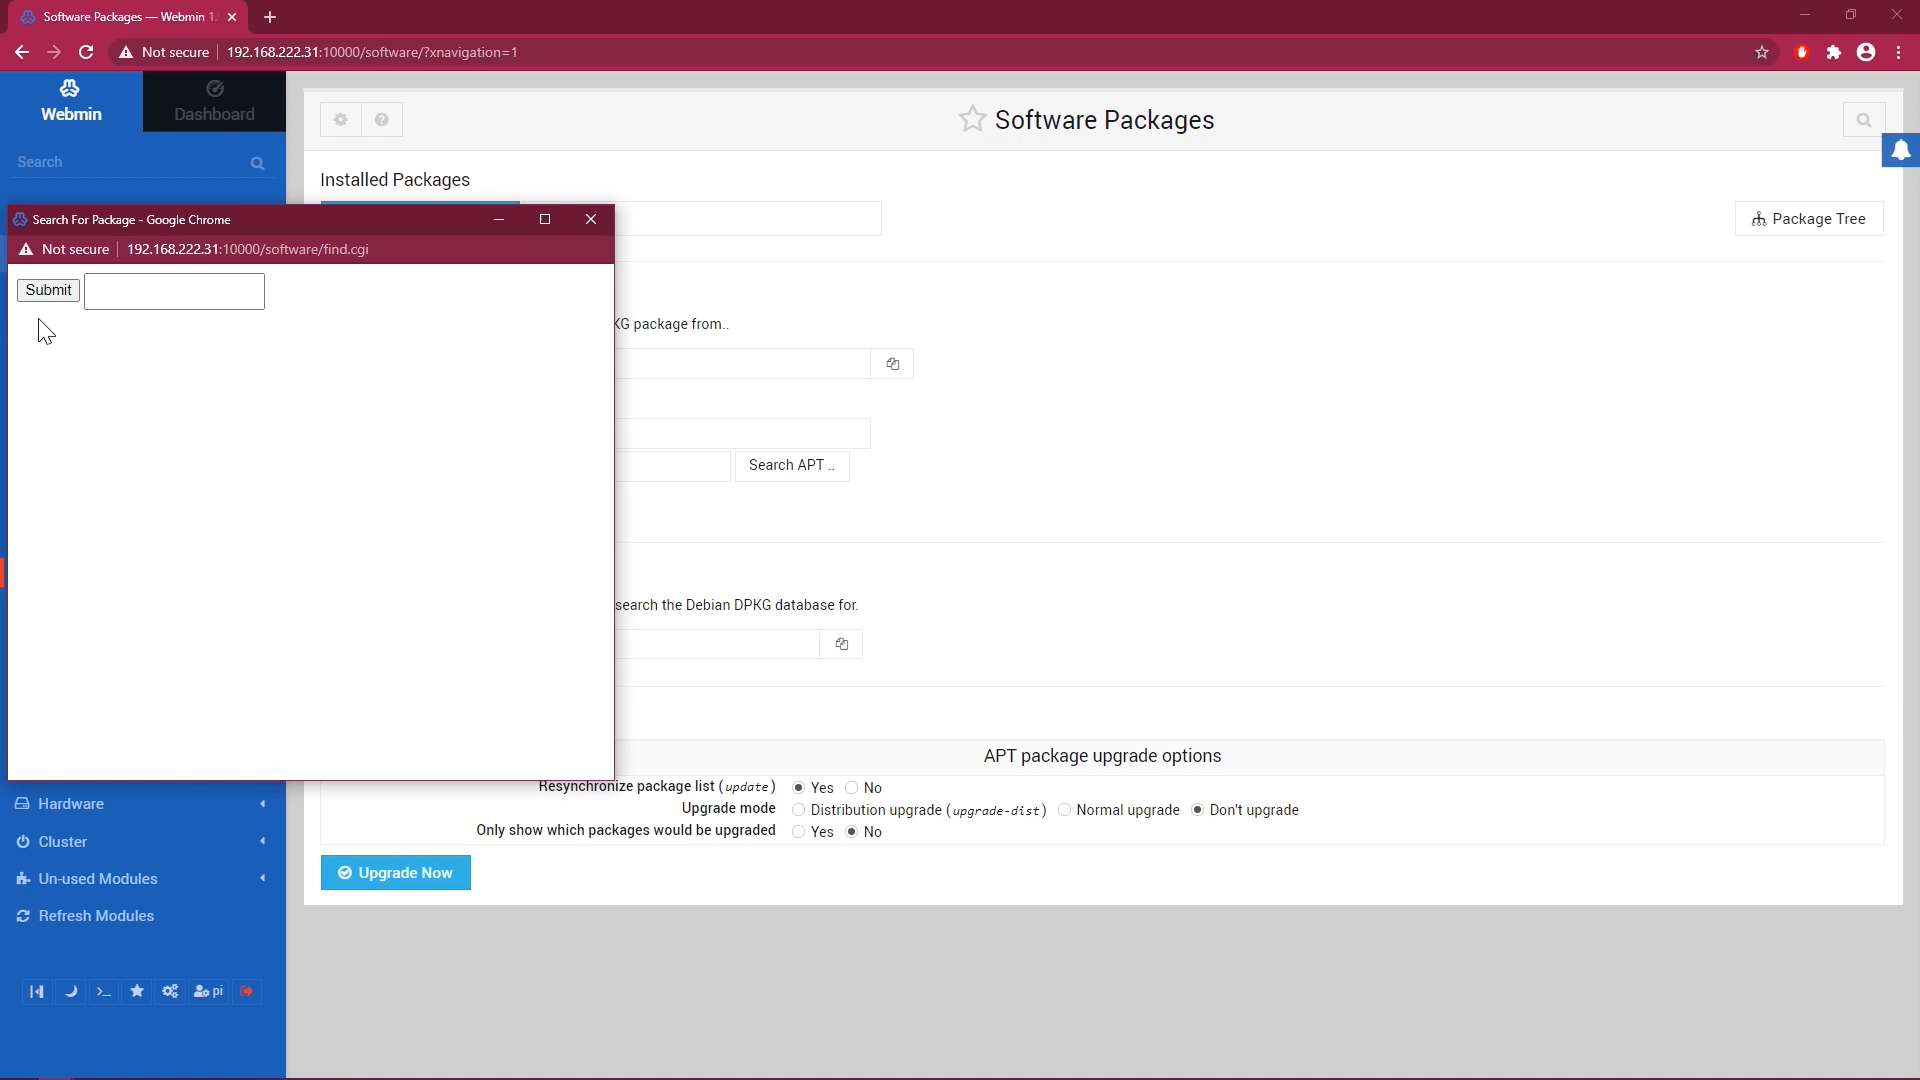 Software Packages — Webmin 1.
Not secure 192.168.222.31:10000/software/?xnavigation=1
Webmin
Dashboard
Software Packages
Search
Installed Packages
Package Tree
Search For Package - Google Chrome
Not secure 192.168.222.31:10000/software/find.cgi
Submit
KG package from..
Search APT ..
search the Debian DPKG database for.
APT package upgrade options
Resynchronize package list (update) Yes No
Upgrade mode Distribution upgrade (upgrade-dist) Normal upgrade Don't upgrade
Only show which packages would be upgraded Yes No
Upgrade Now
Hardware
Cluster
Un-used Modules
Refresh Modules
pi